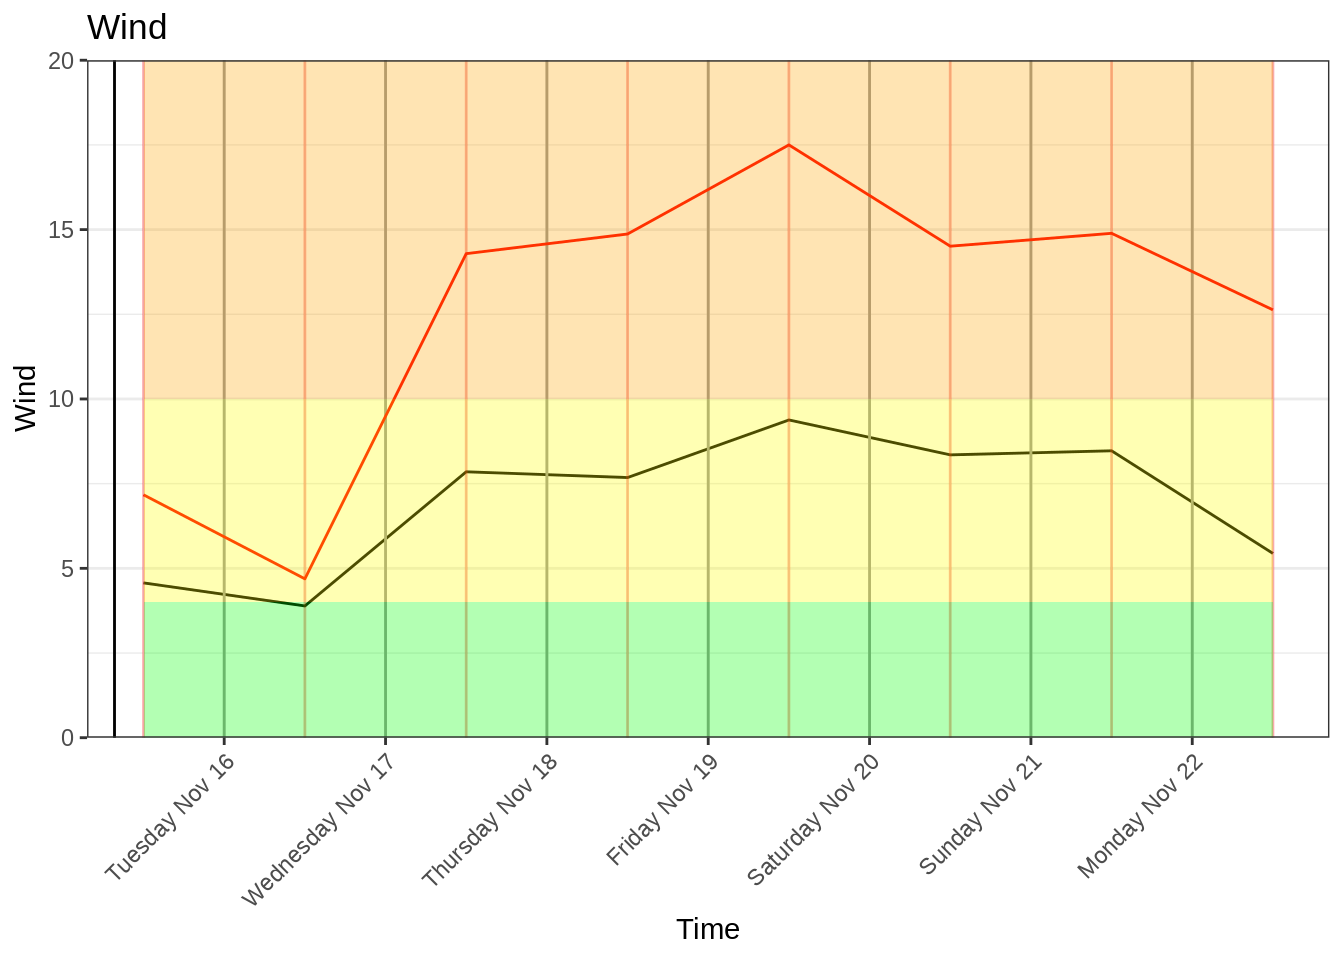 Wind
20
15
10
5
0
Wind
Tuesday Nov 16
Wednesday Nov 17
Thursday Nov 18
Friday Nov 19
Saturday Nov 20
Sunday Nov 21
Monday Nov 22
Time